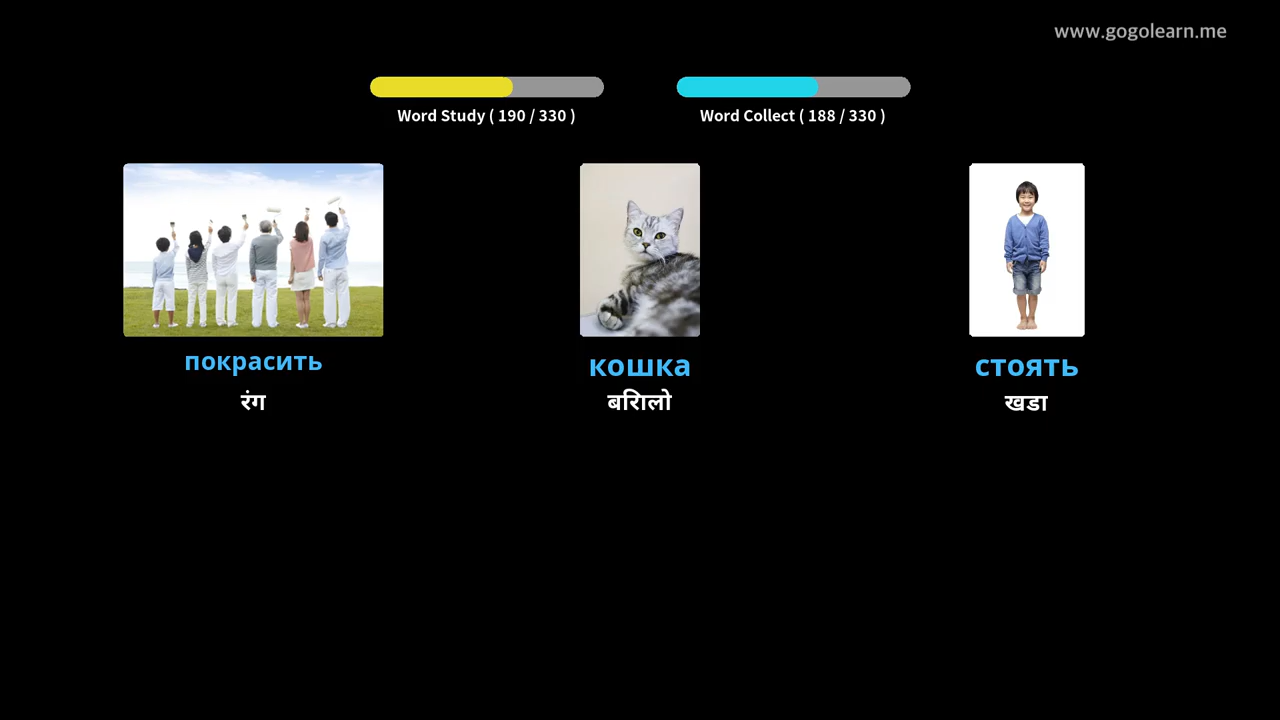 www.gogolearn.me
Word Study ( 190 / 330 )
Word Collect ( 188 / 330 )
покрасить
кошка
стоять
रंग
बिरालो
खडा